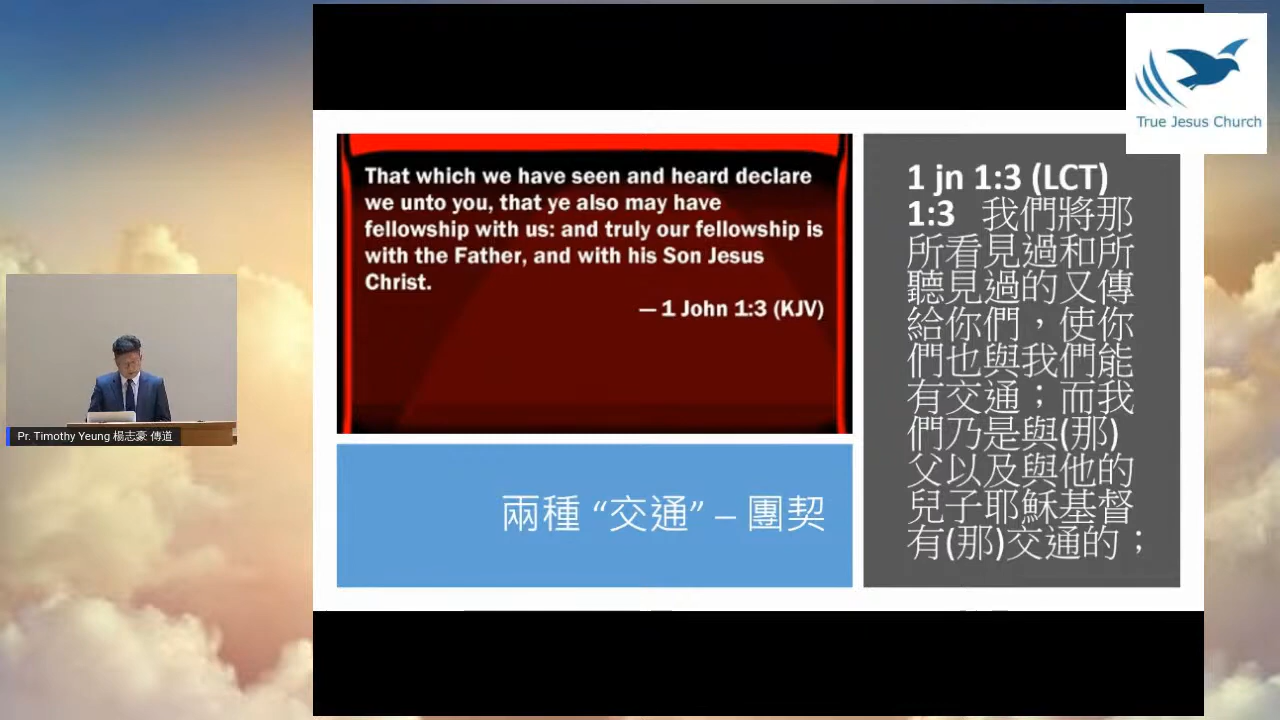 True Jesus Church
That which we have seen and heard declare
we unto you, that ye also may have
fellowship with us: and truly our fellowship is
with the Father, and with his Son Jesus
Christ.
— 1 John 1:3 (KJV)
兩種 “交通” – 團契
1 jn 1:3 (LCT)
1:3 我們將那
所看見過和所
聽見過的又傳
給你們，使你
們也與我們能
有交通；而我
們乃是與(那)
父以及與他的
兒子耶穌基督
有(那)交通的；
Pr. Timothy Yeung 楊志豪 傳道